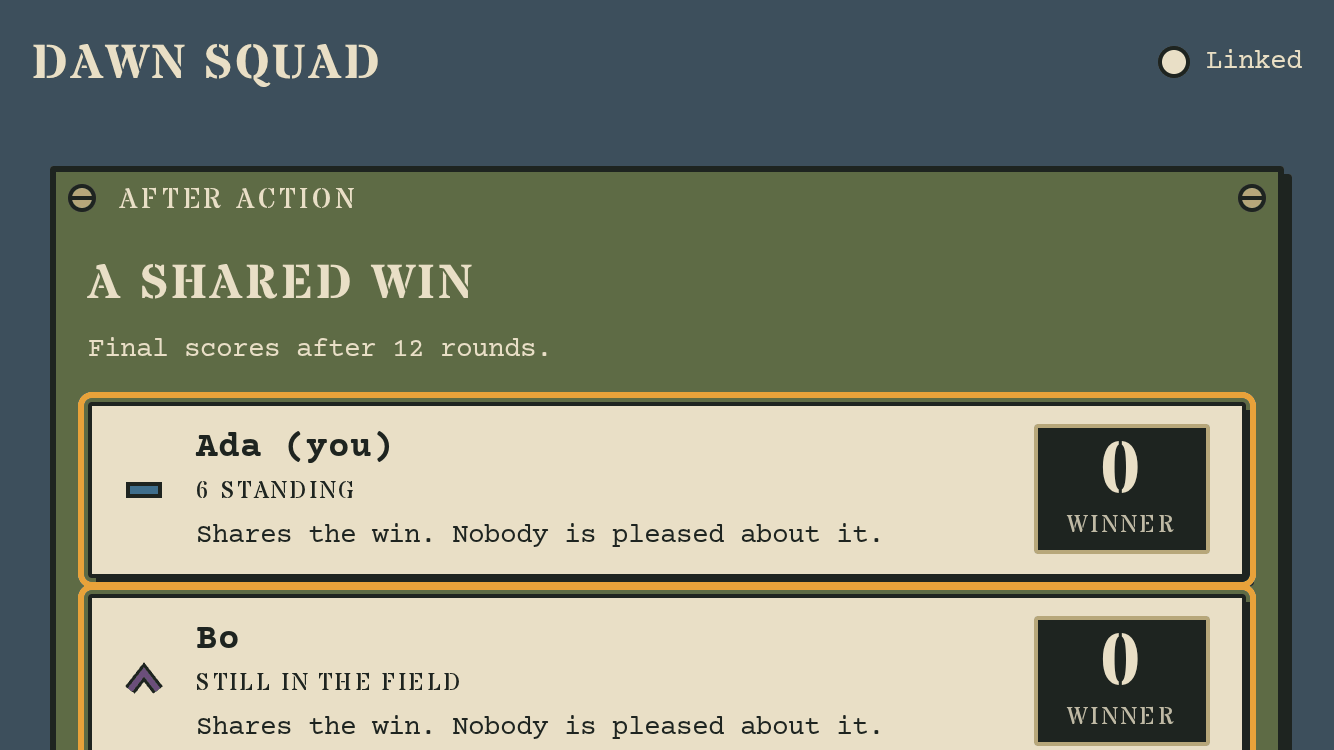 DAWN SQUAD
Linked
AFTER ACTION
A SHARED WIN
Final scores after 12 rounds.
Ada (you)
6 STANDING
Shares the win. Nobody is pleased about it.
0
WINNER
Bo
STILL IN THE FIELD
Shares the win. Nobody is pleased about it.
0
WINNER